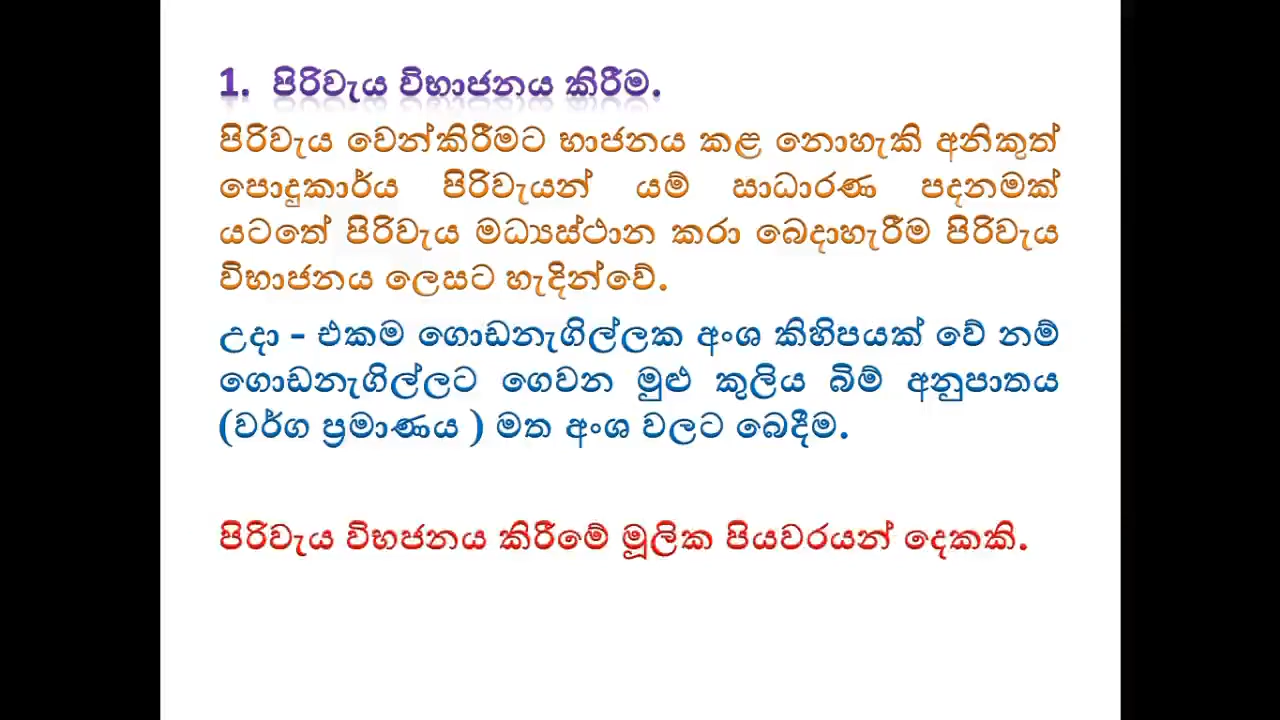 1. පිරිවැය විභාජනය කිරීම.
පිරිවැය වෙන්කිරීමට භාජනය කළ නොහැකි අනිකුත්
පොදුකාර්ය පිරිවැයන් යම් සාධාරණ පදනමක්
යටතේ පිරිවැය මධ්‍යස්ථාන කරා බෙදාහැරීම පිරිවැය
විභාජනය ලෙසට හැදින්වේ.
උදා - එකම ගොඩනැගිල්ලක අංශ කිහිපයක් වේ නම්
ගොඩනැගිල්ලට ගෙවන මුළු කුලිය බිම් අනුපාතය
(වර්ග ප්‍රමාණය ) මත අංශ වලට බෙදීම.
පිරිවැය විභජනය කිරීමේ මූලික පියවරයන් දෙකකි.